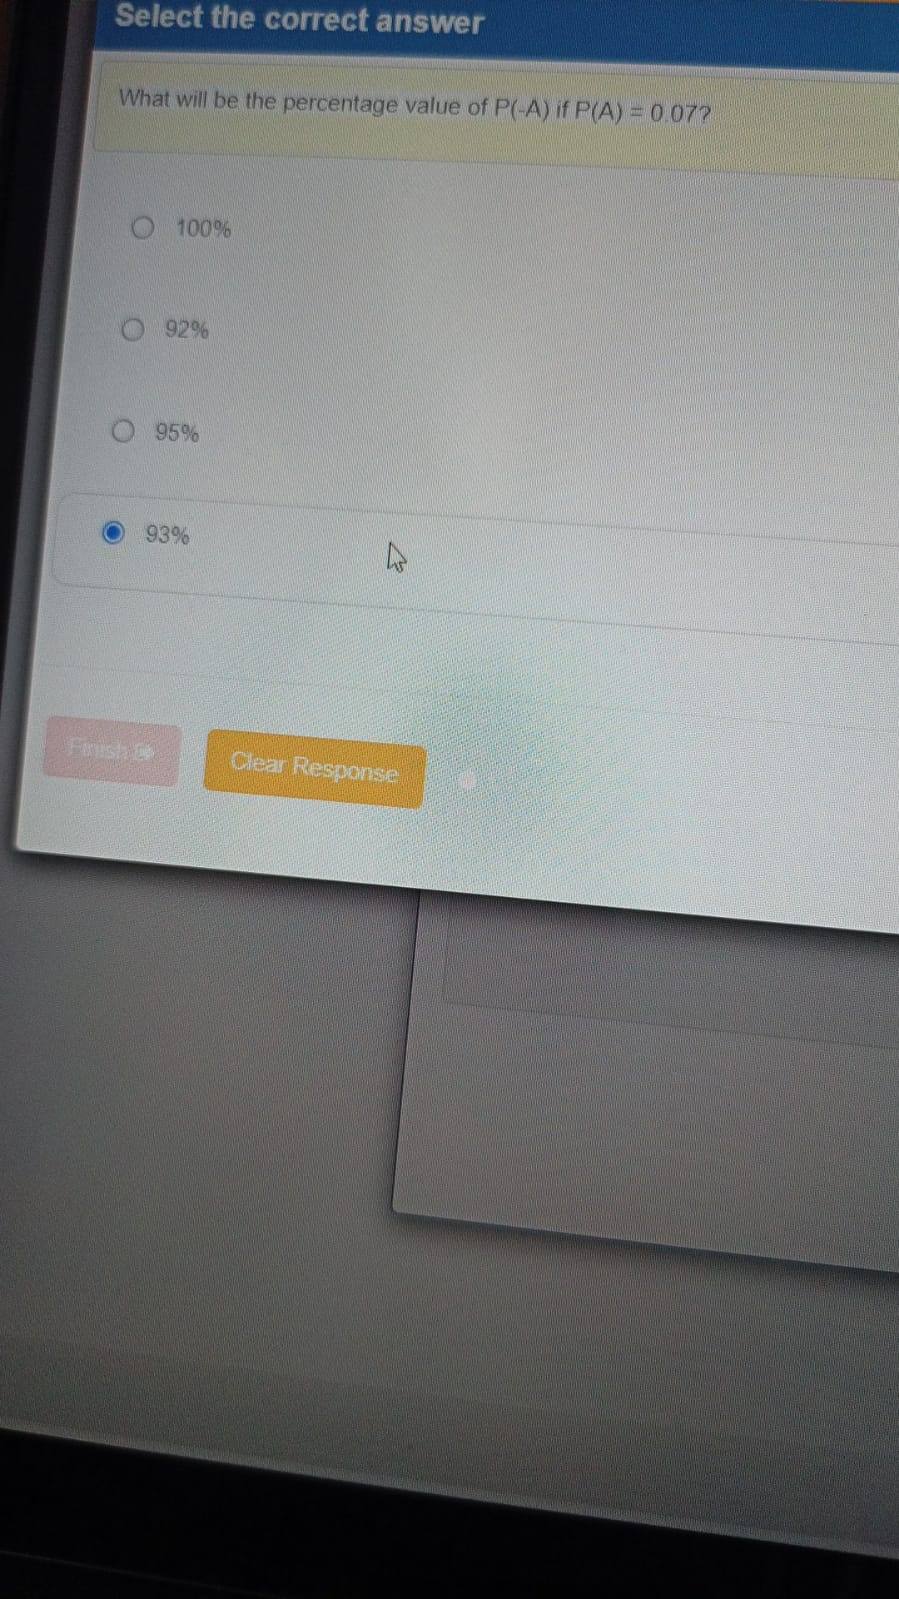 Select the correct answer
What will be the percentage value of P(-A) if P(A) = 0.07?
100%
92%
95%
93%
Finish
Clear Response